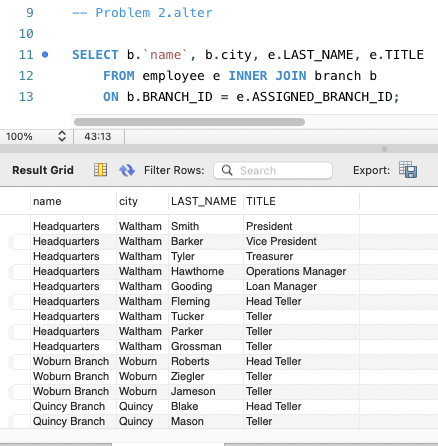 9 -- Problem 2.alter
10
11 SELECT b.`name`, b.city, e.LAST_NAME, e.TITLE
12 FROM employee e INNER JOIN branch b
13 ON b.BRANCH_ID = e.ASSIGNED_BRANCH_ID;
100% 43:13
Result Grid Filter Rows: Search Export:
name city LAST_NAME TITLE
Headquarters Waltham Smith President
Headquarters Waltham Barker Vice President
Headquarters Waltham Tyler Treasurer
Headquarters Waltham Hawthorne Operations Manager
Headquarters Waltham Gooding Loan Manager
Headquarters Waltham Fleming Head Teller
Headquarters Waltham Tucker Teller
Headquarters Waltham Parker Teller
Headquarters Waltham Grossman Teller
Woburn Branch Woburn Roberts Head Teller
Woburn Branch Woburn Ziegler Teller
Woburn Branch Woburn Jameson Teller
Quincy Branch Quincy Blake Head Teller
Quincy Branch Quincy Mason Teller